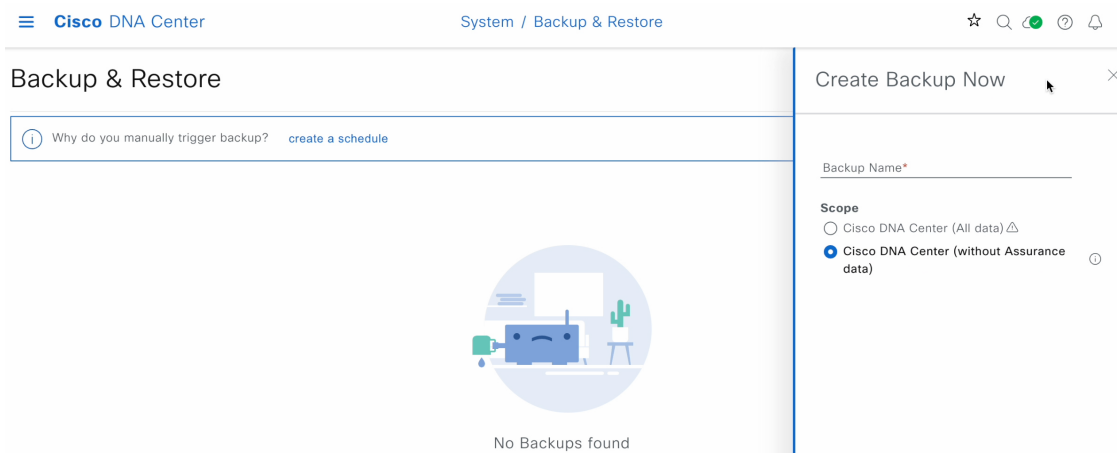 Cisco DNA Center
System / Backup & Restore
Backup & Restore
Why do you manually trigger backup? create a schedule
No Backups found
Create Backup Now
Backup Name*
Scope
Cisco DNA Center (All data)
Cisco DNA Center (without Assurance
data)